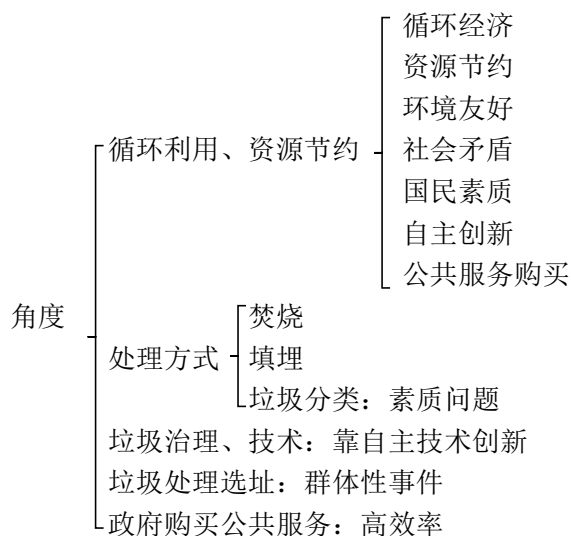 循环经济
资源节约
环境友好
循环利用、资源节约
社会矛盾
国民素质
自主创新
公共服务购买
角度
焚烧
处理方式
填埋
垃圾分类：素质问题
垃圾治理、技术：靠自主技术创新
垃圾处理选址：群体性事件
政府购买公共服务：高效率